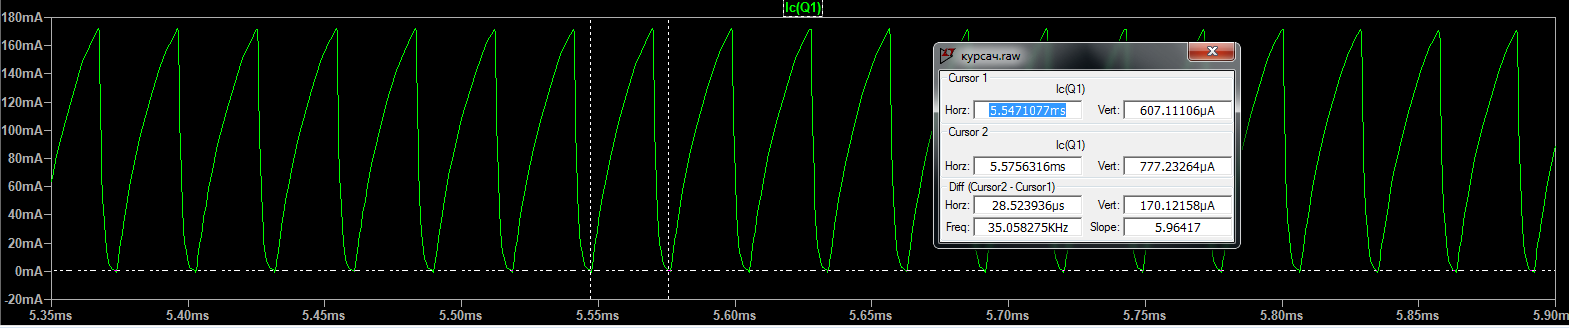 Ic(Q1)
180mA
160mA
140mA
120mA
100mA
80mA
60mA
40mA
20mA
0mA
-20mA
5.35ms 5.40ms 5.45ms 5.50ms 5.55ms 5.60ms 5.65ms 5.70ms 5.75ms 5.80ms 5.85ms 5.90m
курсач.raw
Cursor 1
Ic(Q1)
Horz: 5.5471077ms Vert: 607.11106µA
Cursor 2
Ic(Q1)
Horz: 5.5756316ms Vert: 777.23264µA
Diff (Cursor2 - Cursor1)
Horz: 28.523936µs Vert: 170.12158µA
Freq: 35.058275KHz Slope: 5.96417